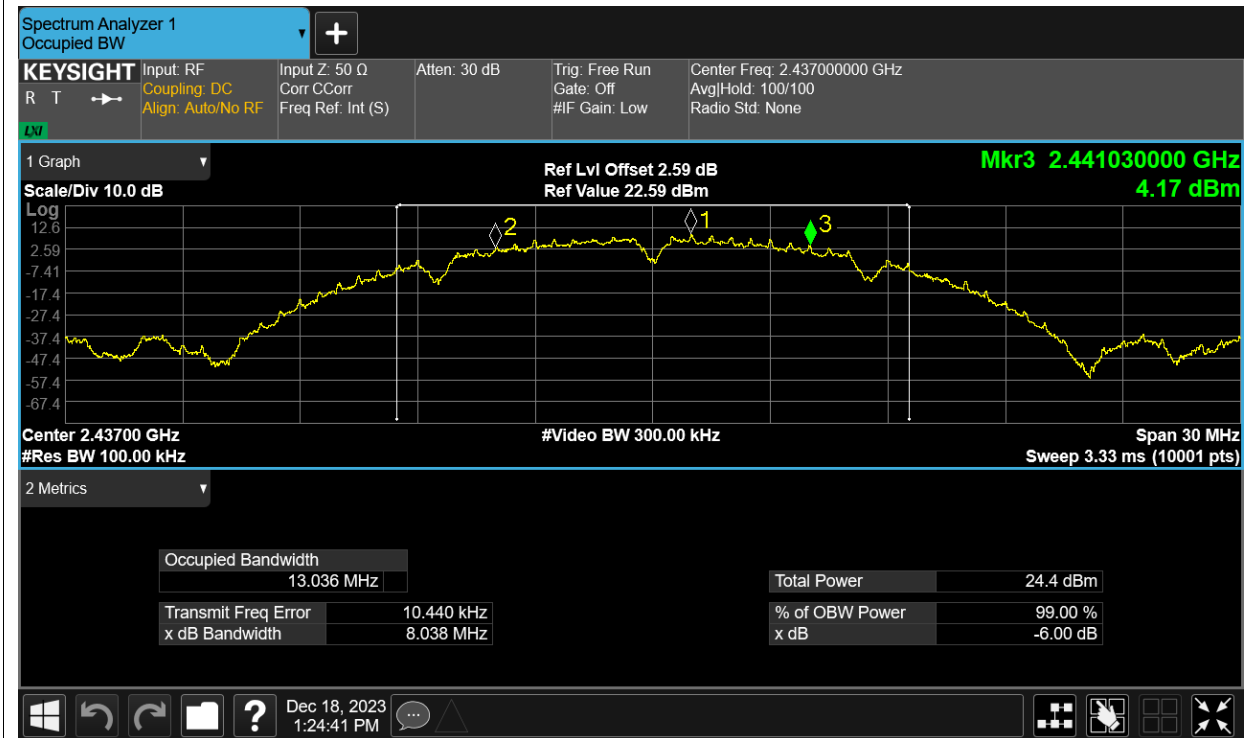 Spectrum Analyzer 1
Occupied BW
KEYSIGHT
R T
LXI
Input: RF
Coupling: DC
Align: Auto/No RF
Input Z: 50 Ω
Corr CCorr
Freq Ref: Int (S)
Atten: 30 dB
Trig: Free Run
Gate: Off
#IF Gain: Low
Center Freq: 2.437000000 GHz
Avg|Hold: 100/100
Radio Std: None
1 Graph
Scale/Div 10.0 dB
Ref Lvl Offset 2.59 dB
Ref Value 22.59 dBm
Mkr3 2.441030000 GHz
4.17 dBm
Log
12.6
2.59
-7.41
-17.4
-27.4
-37.4
-47.4
-57.4
-67.4
2
1
3
Center 2.43700 GHz
#Res BW 100.00 kHz
#Video BW 300.00 kHz
Span 30 MHz
Sweep 3.33 ms (10001 pts)
2 Metrics
Occupied Bandwidth
13.036 MHz
Transmit Freq Error 10.440 kHz
x dB Bandwidth 8.038 MHz
Total Power 24.4 dBm
% of OBW Power 99.00 %
x dB -6.00 dB
?
Dec 18, 2023
1:24:41 PM